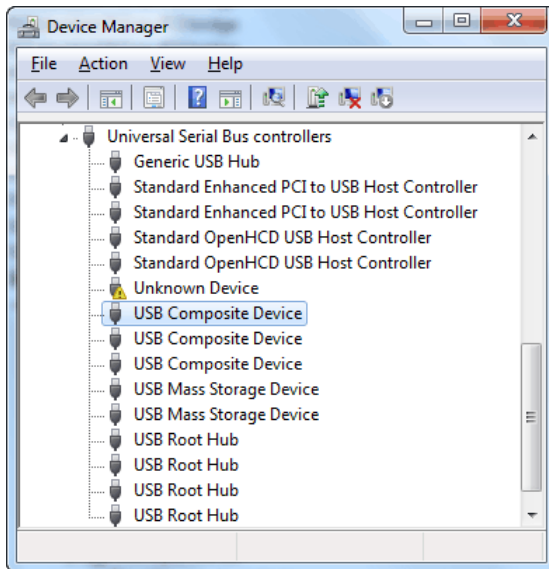 Device Manager
File Action View Help
Universal Serial Bus controllers
Generic USB Hub
Standard Enhanced PCI to USB Host Controller
Standard Enhanced PCI to USB Host Controller
Standard OpenHCD USB Host Controller
Standard OpenHCD USB Host Controller
Unknown Device
USB Composite Device
USB Composite Device
USB Composite Device
USB Mass Storage Device
USB Mass Storage Device
USB Root Hub
USB Root Hub
USB Root Hub
USB Root Hub